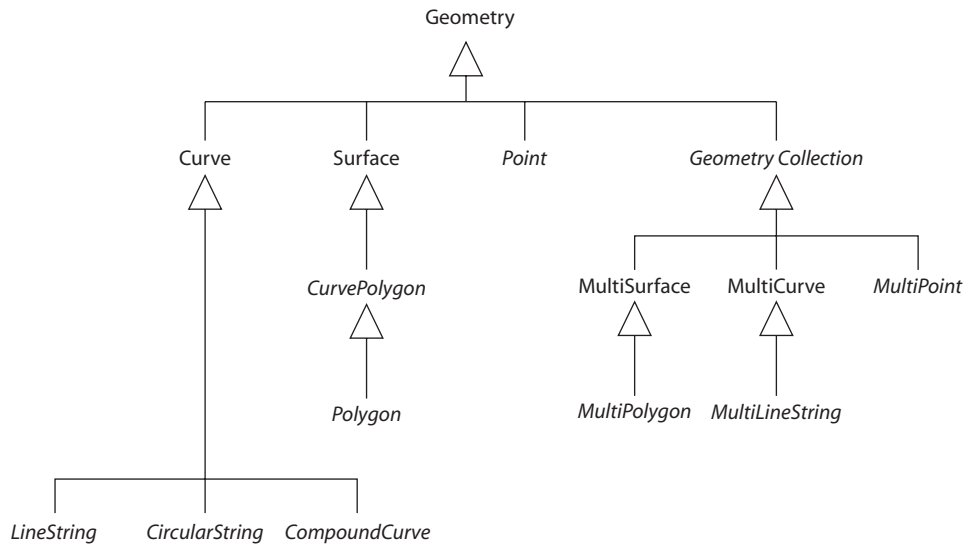 Geometry
Curve
Surface
Point
Geometry Collection
CurvePolygon
MultiSurface
MultiCurve
MultiPoint
Polygon
MultiPolygon
MultiLineString
LineString
CircularString
CompoundCurve